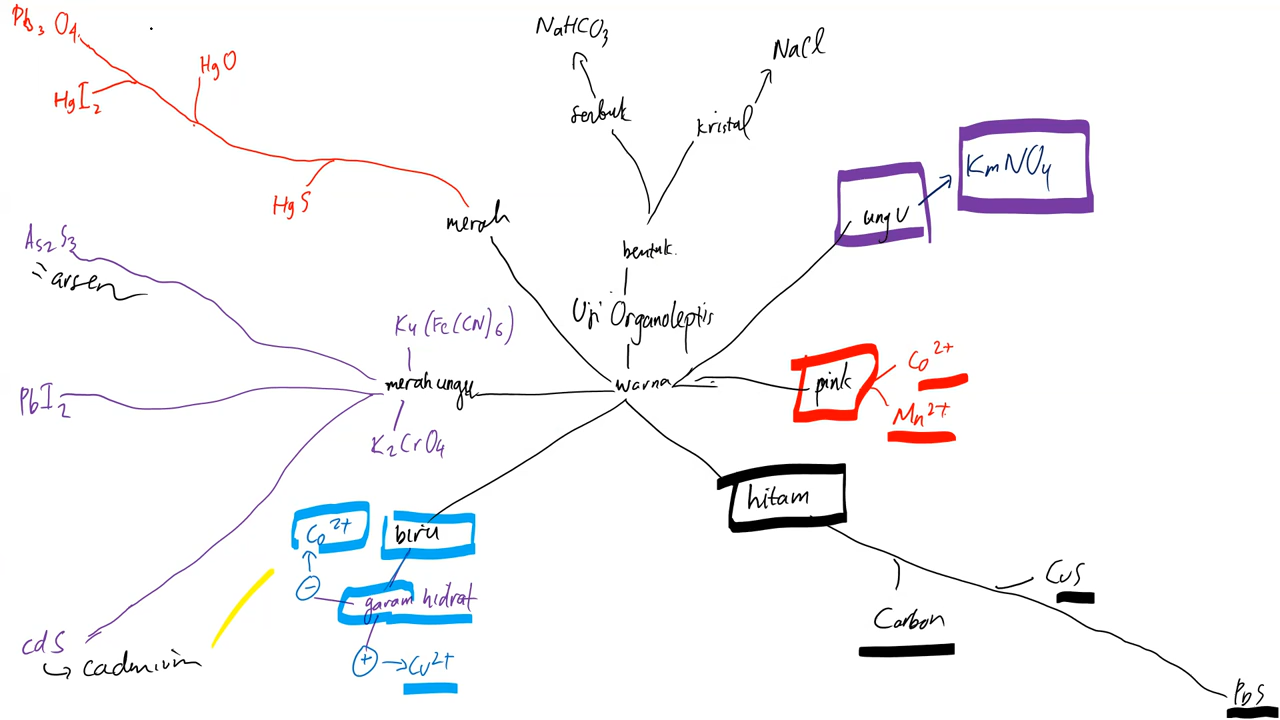 Pb3O4
HgI2
HgO
HgS
merah
NaHCO3
serbuk
NaCl
kristal
bentuk.
Uji Organoleptis
warna
ungu
KmNO4
pink
Co2+
Mn2+
hitam
Carbon
CuS
PbS
biru
garam hidrat
−
Co2+
+
Cu2+
merah ungu
K4(Fe(CN)6)
K2CrO4
As2S3
= arsen
PbI2
cdS
cadmium